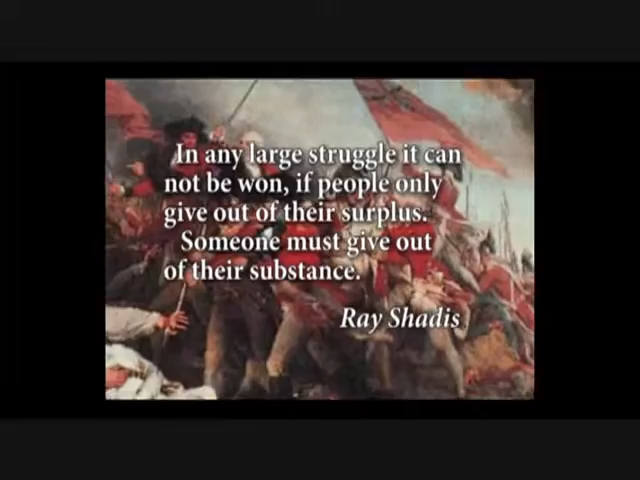 In any large struggle it can
not be won, if people only
give out of their surplus.
Someone must give out
of their substance.
Ray Shadis